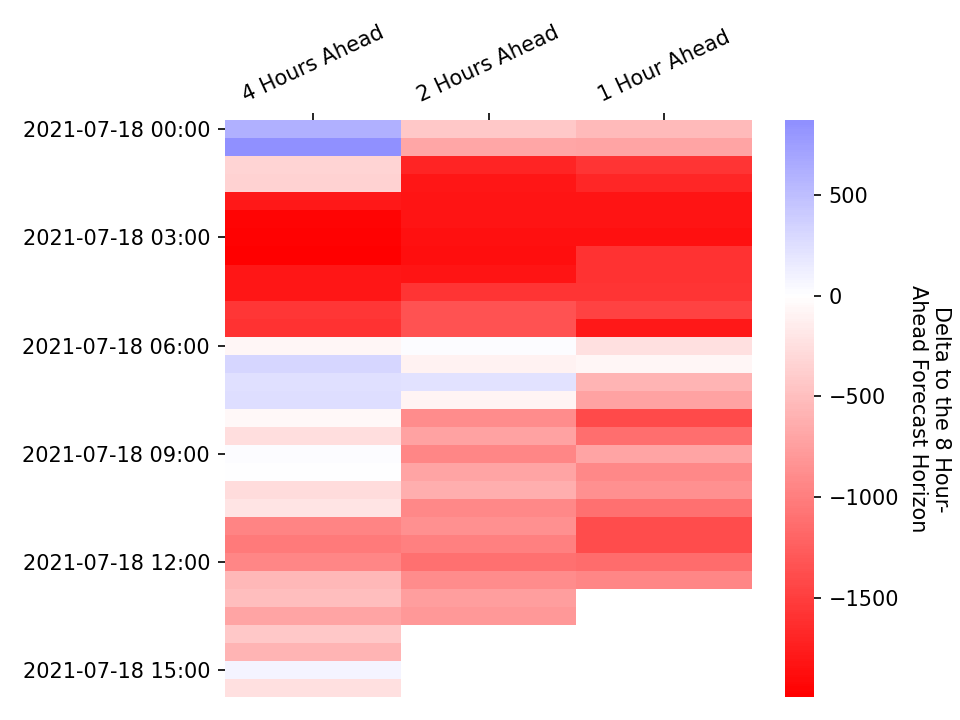 4 Hours Ahead
2 Hours Ahead
1 Hour Ahead
2021-07-18 00:00
2021-07-18 03:00
2021-07-18 06:00
2021-07-18 09:00
2021-07-18 12:00
2021-07-18 15:00
500
0
−500
−1000
−1500
Delta to the 8 Hour-
Ahead Forecast Horizon